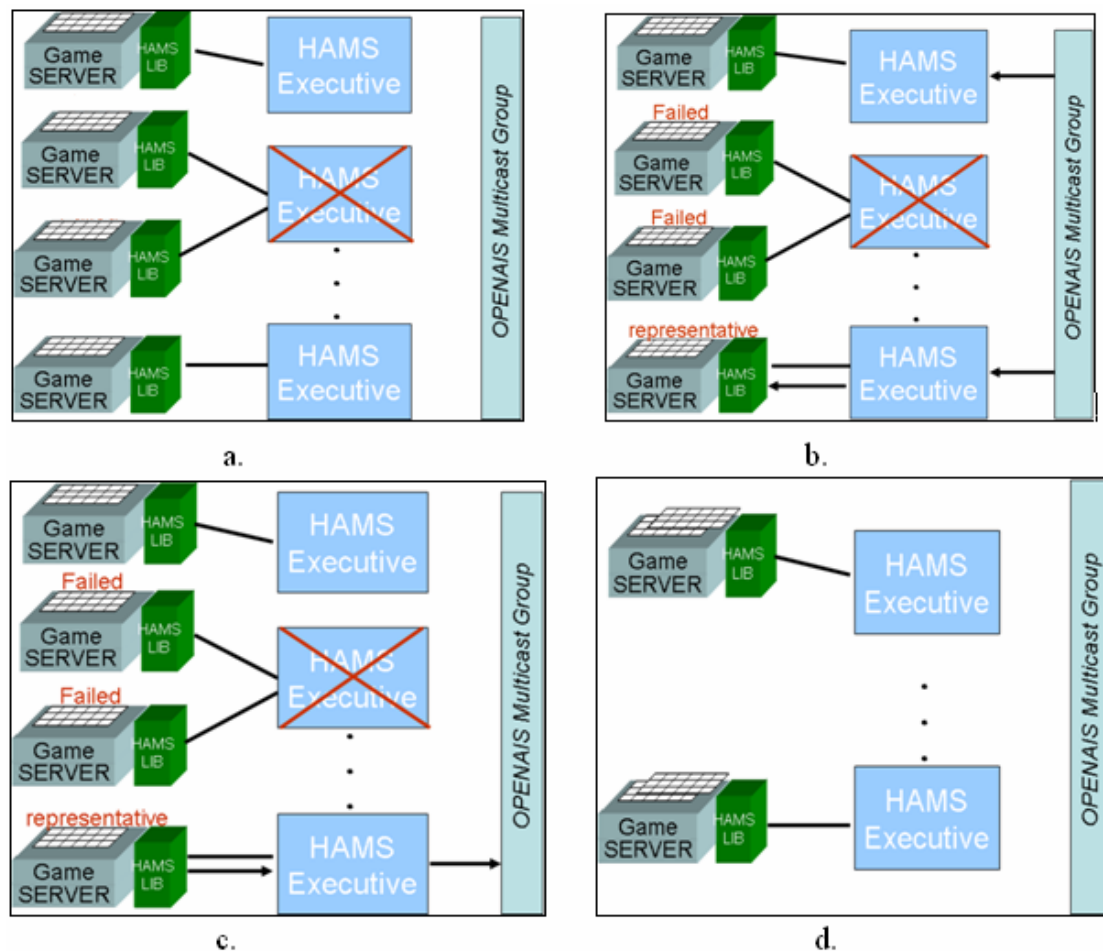 Game
SERVER
HAMS
LIB
HAMS
Executive
Game
SERVER
HAMS
LIB
HAMS
Executive
Game
SERVER
HAMS
LIB
Game
SERVER
HAMS
LIB
HAMS
Executive
OPENAIS Multicast Group
a.
Game
SERVER
HAMS
LIB
HAMS
Executive
Failed
Game
SERVER
HAMS
LIB
HAMS
Executive
Failed
Game
SERVER
HAMS
LIB
representative
Game
SERVER
HAMS
LIB
HAMS
Executive
OPENAIS Multicast Group
b.
Game
SERVER
HAMS
LIB
HAMS
Executive
Failed
Game
SERVER
HAMS
LIB
HAMS
Executive
Failed
Game
SERVER
HAMS
LIB
representative
Game
SERVER
HAMS
LIB
HAMS
Executive
OPENAIS Multicast Group
c.
Game
SERVER
HAMS
LIB
HAMS
Executive
Game
SERVER
HAMS
LIB
HAMS
Executive
OPENAIS Multicast Group
d.